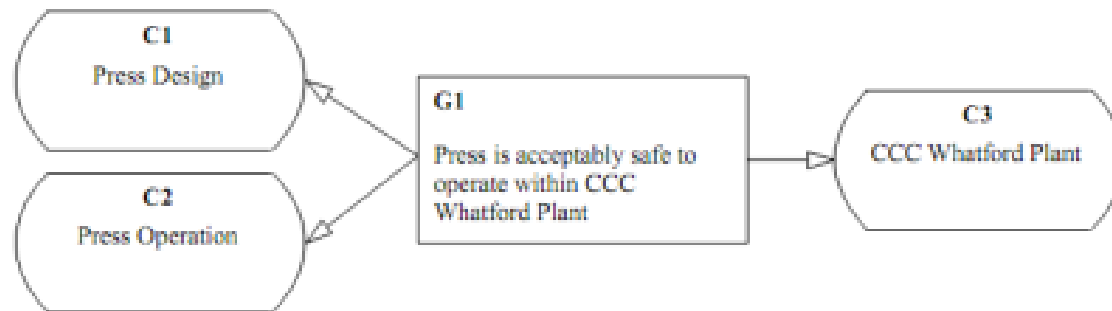 C1
Press Design
G1
Press is acceptably safe to
operate within CCC
Whatford Plant
C3
CCC Whatford Plant
C2
Press Operation